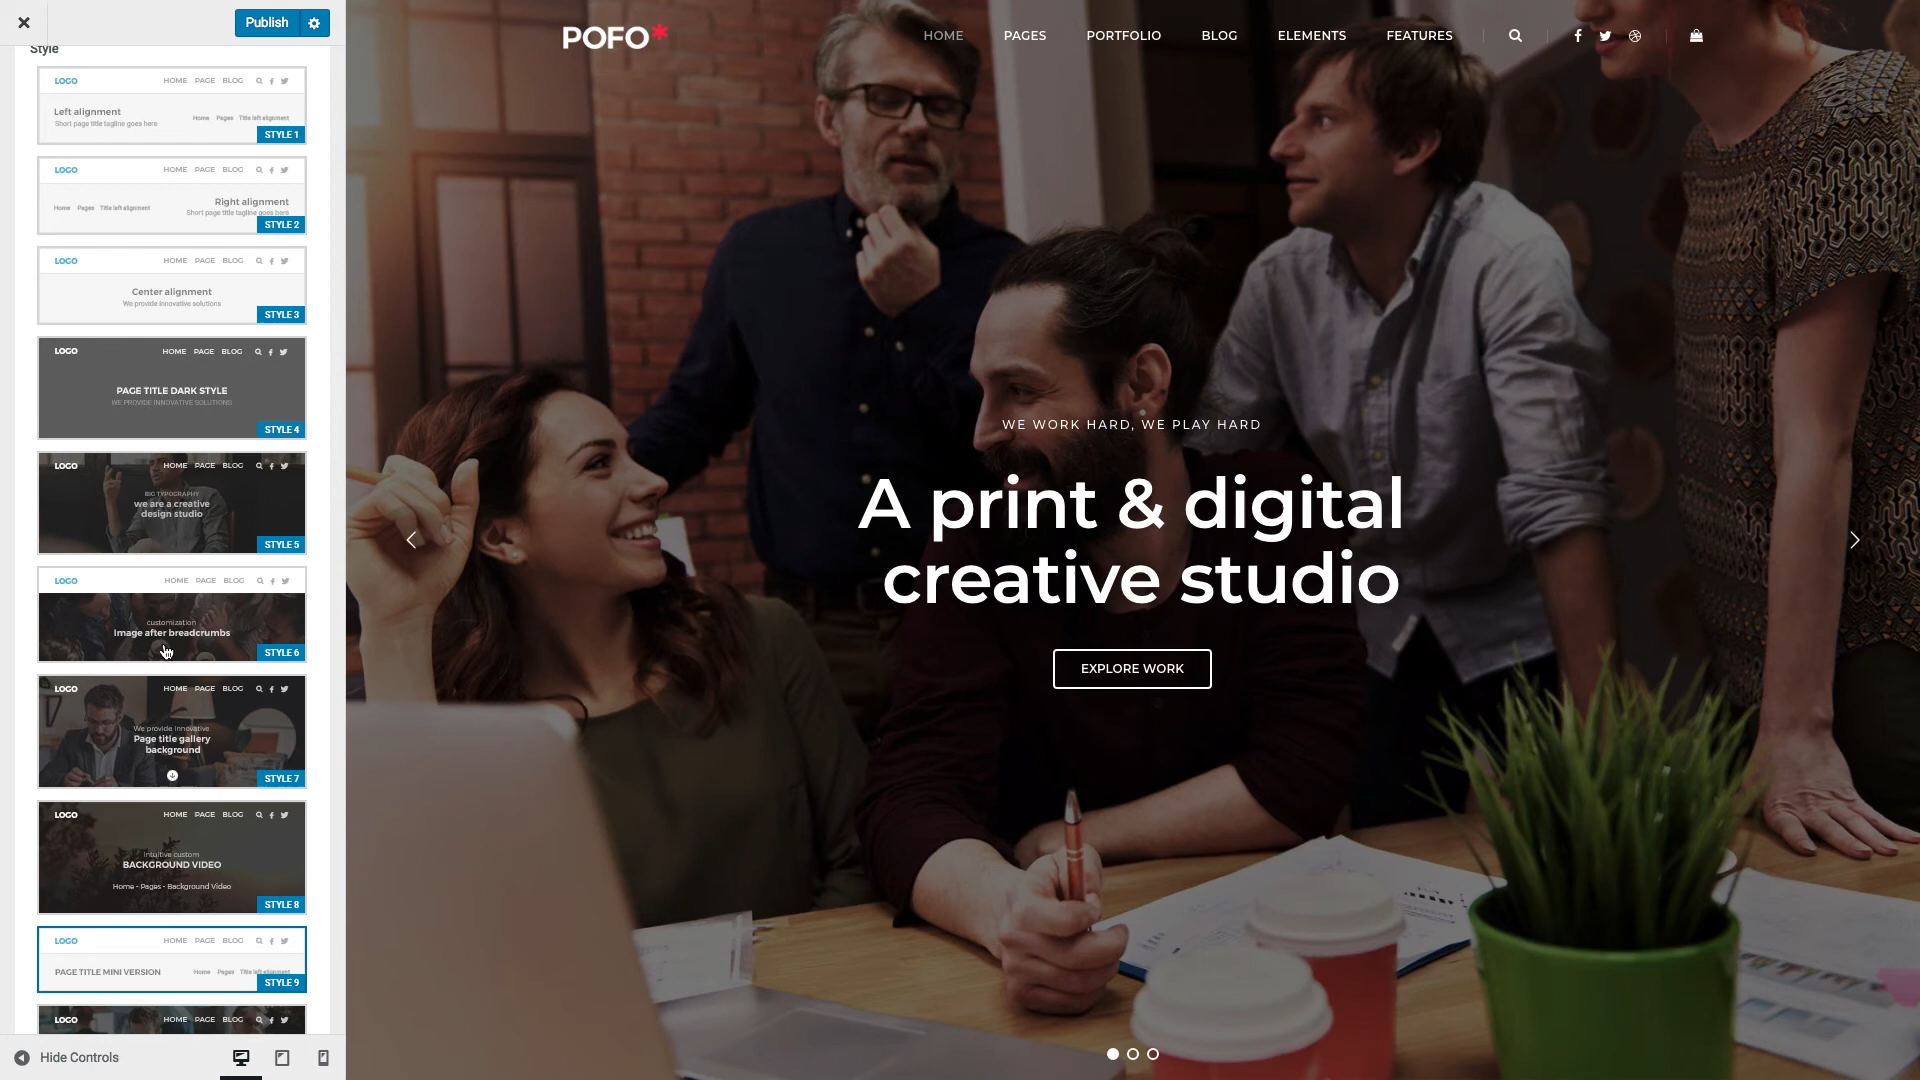 Publish
Style
LOGO HOME PAGE BLOG
Left alignment
Short page title tagline goes here
Home Pages Title left alignment
STYLE 1
LOGO HOME PAGE BLOG
Right alignment
Home Pages Title left alignment
Short page title tagline goes here
STYLE 2
LOGO HOME PAGE BLOG
Center alignment
We provide innovative solutions
STYLE 3
LOGO HOME PAGE BLOG
PAGE TITLE DARK STYLE
WE PROVIDE INNOVATIVE SOLUTIONS
STYLE 4
LOGO HOME PAGE BLOG
BIG TYPOGRAPHY
we are a creative
design studio
STYLE 5
LOGO HOME PAGE BLOG
customization
Image after breadcrumbs
STYLE 6
LOGO HOME PAGE BLOG
We provide innovative
Page title gallery
background
STYLE 7
LOGO HOME PAGE BLOG
Intuitive custom
BACKGROUND VIDEO
Home - Pages - Background Video
STYLE 8
LOGO HOME PAGE BLOG
PAGE TITLE MINI VERSION Home Pages Title left alignment
STYLE 9
LOGO HOME PAGE BLOG
Hide Controls
POFO* HOME PAGES PORTFOLIO BLOG ELEMENTS FEATURES
WE WORK HARD, WE PLAY HARD
A print & digital
creative studio
EXPLORE WORK